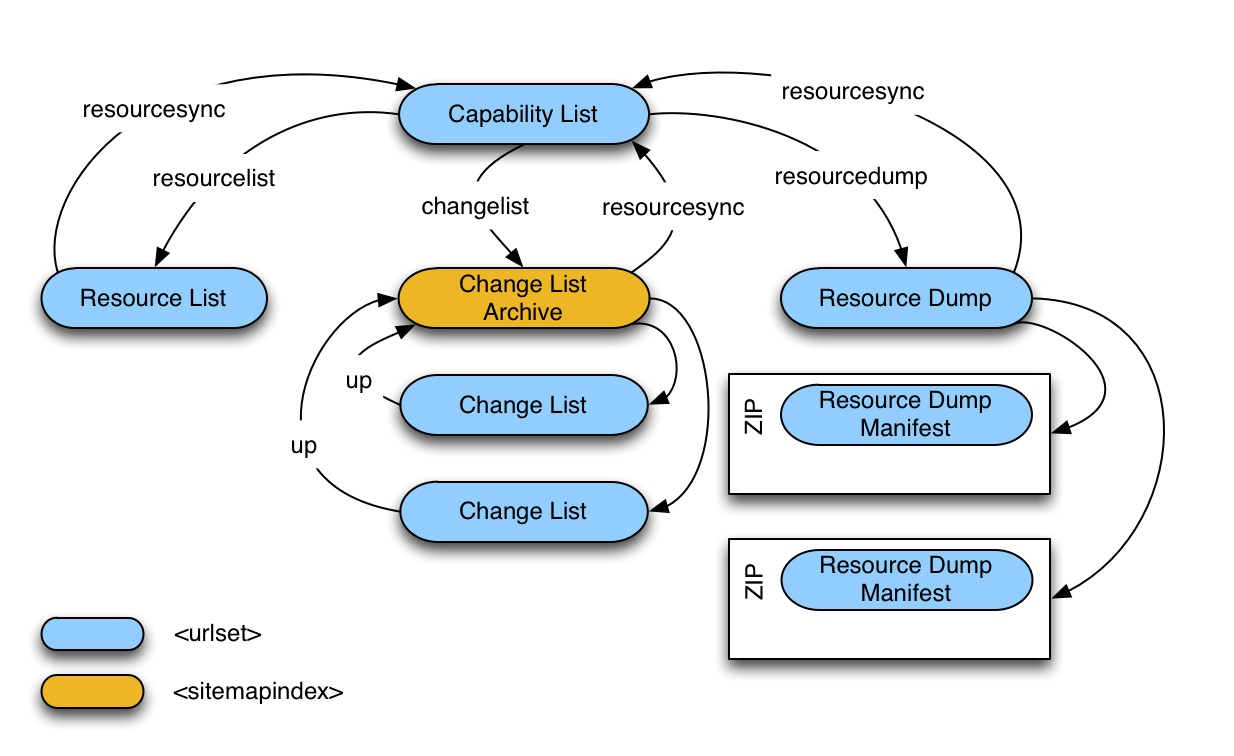 Capability List
resourcesync
resourcesync
resourcelist
resourcedump
changelist
resourcesync
Resource List
Change List
Archive
Resource Dump
up
Change List
ZIP
Resource Dump
Manifest
up
Change List
ZIP
Resource Dump
Manifest
<urlset>
<sitemapindex>